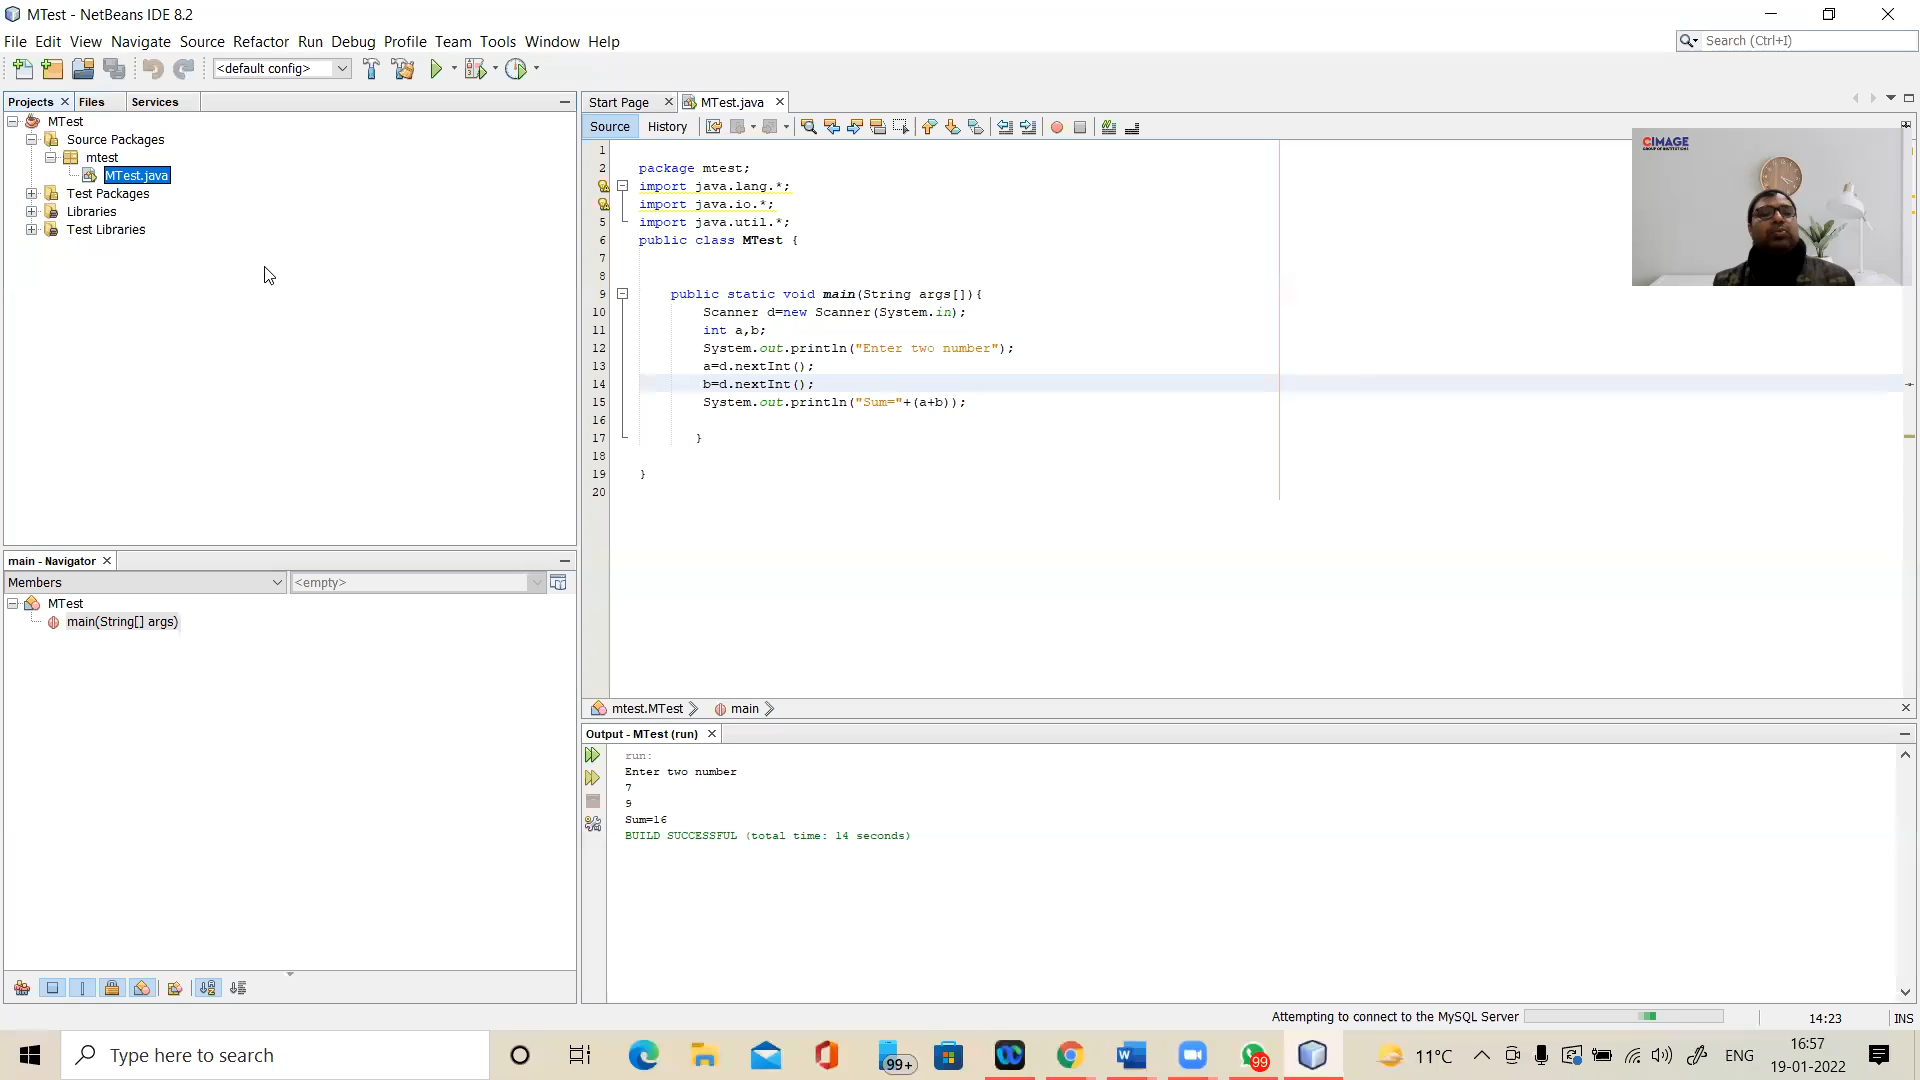 MTest - NetBeans IDE 8.2
File Edit View Navigate Source Refactor Run Debug Profile Team Tools Window Help
Search (Ctrl+I)
<default config>
Projects Files Services
MTest
Source Packages
mtest
MTest.java
Test Packages
Libraries
Test Libraries
Start Page MTest.java
Source History
CIMAGE
GROUP OF INSTITUTIONS
1
2 package mtest;
import java.lang.*;
import java.io.*;
5 import java.util.*;
6 public class MTest {
7
8
9 public static void main(String args[]){
10 Scanner d=new Scanner(System.in);
11 int a,b;
12 System.out.println("Enter two number");
13 a=d.nextInt();
14 b=d.nextInt();
15 System.out.println("Sum="+(a+b));
16
17 }
18
19 }
20
main - Navigator
Members <empty>
MTest
main(String[] args)
mtest.MTest main
Output - MTest (run)
run:
Enter two number
7
9
Sum=16
BUILD SUCCESSFUL (total time: 14 seconds)
Attempting to connect to the MySQL Server 14:23 INS
Type here to search
99+
99
11°C
ENG
16:57
19-01-2022